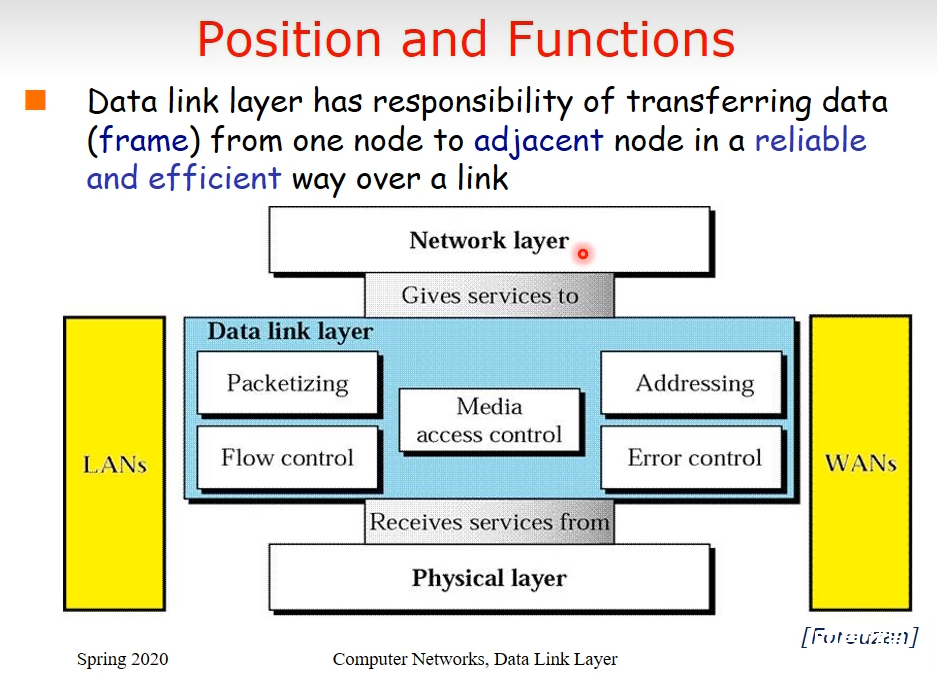 Position and Functions
Data link layer has responsibility of transferring data
(frame) from one node to adjacent node in a reliable
and efficient way over a link
Network layer
Gives services to
Data link layer
Packetizing
Addressing
Media
access control
Flow control
Error control
LANs
WANs
Receives services from
Physical layer
Spring 2020
Computer Networks, Data Link Layer